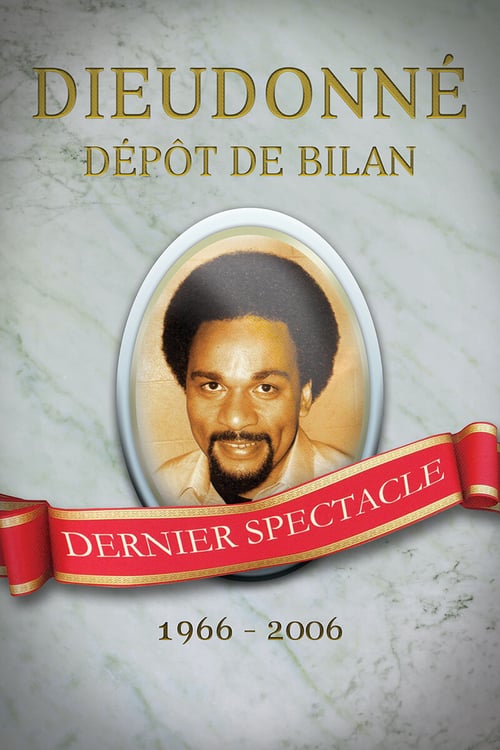 DIEUDONNÉ
DÉPÔT DE BILAN
DERNIER SPECTACLE
1966 - 2006